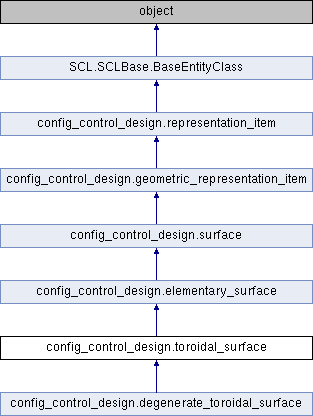 object
SCL.SCLBase.BaseEntityClass
config_control_design.representation_item
config_control_design.geometric_representation_item
config_control_design.surface
config_control_design.elementary_surface
config_control_design.toroidal_surface
config_control_design.degenerate_toroidal_surface